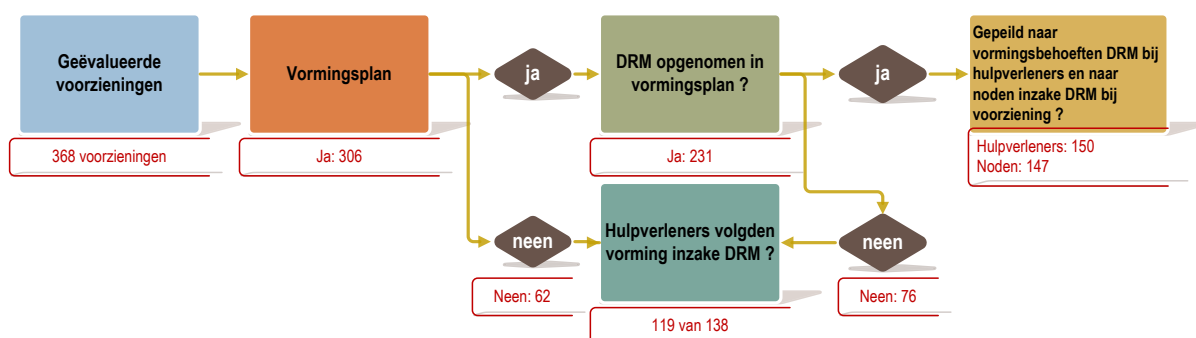 Geëvalueerde
voorzieningen
368 voorzieningen
Vormingsplan
Ja: 306
ja
DRM opgenomen in
vormingsplan ?
Ja: 231
ja
Gepeild naar
vormingsbehoeften DRM bij
hulpverleners en naar
noden inzake DRM bij
voorziening ?
Hulpverleners: 150
Noden: 147
neen
Neen: 62
Hulpverleners volgden
vorming inzake DRM ?
119 van 138
neen
Neen: 76